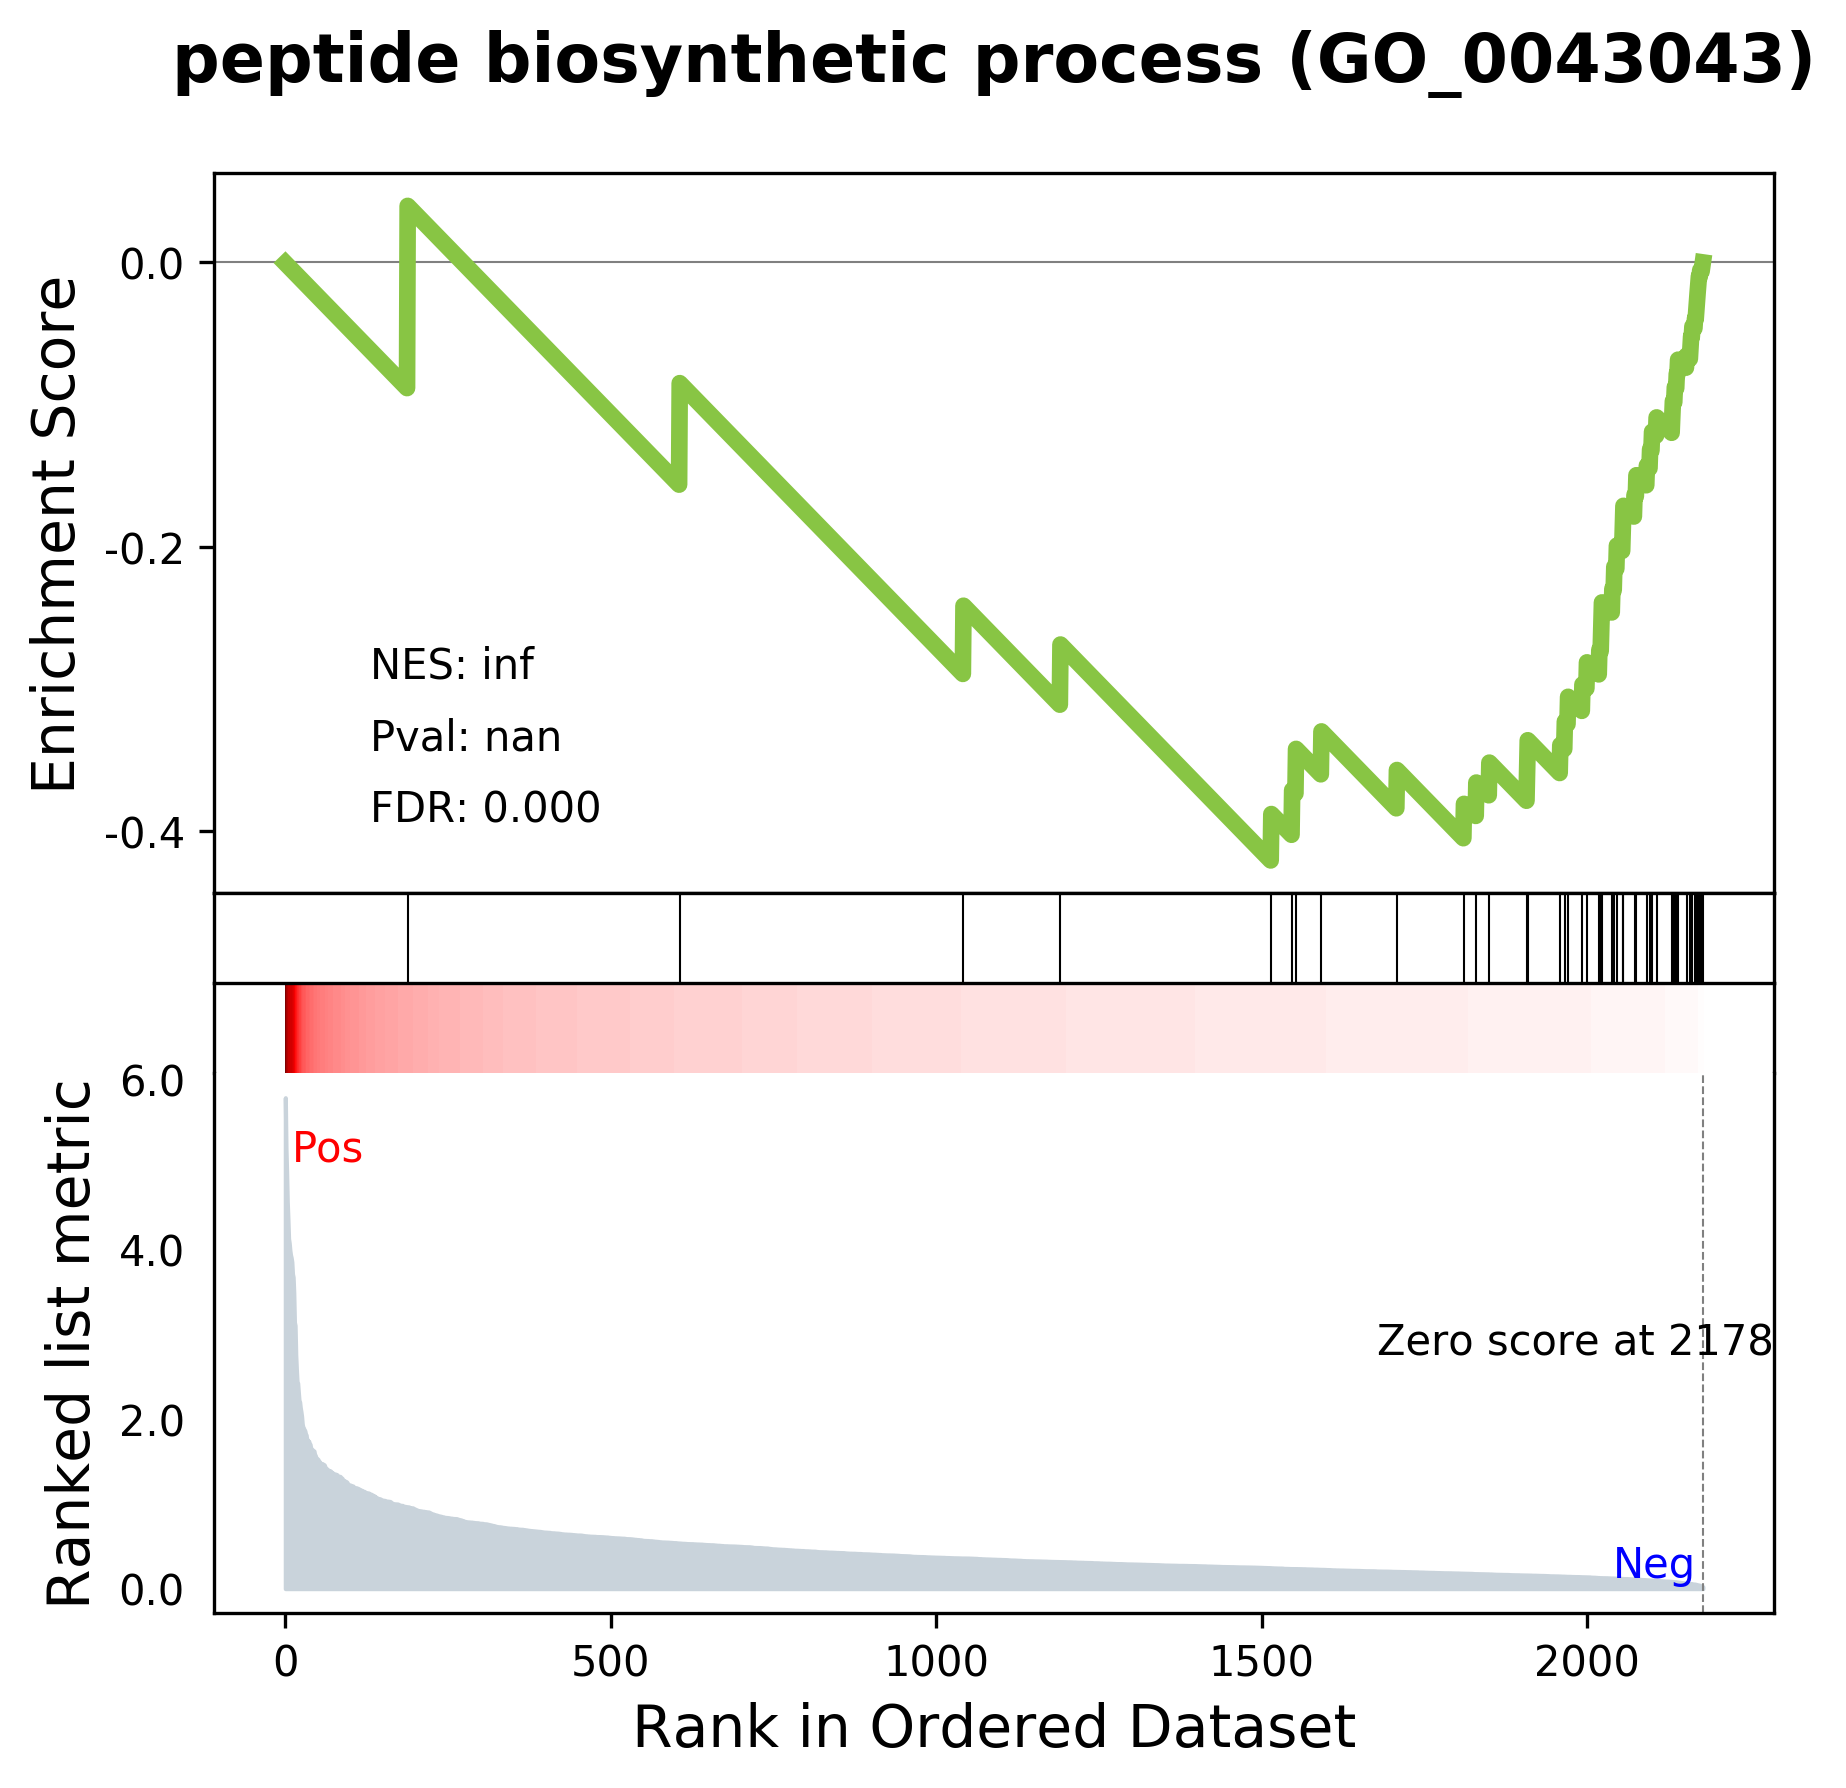 peptide biosynthetic process (GO_0043043)
Enrichment Score
0.0
-0.2
-0.4
NES: inf
Pval: nan
FDR: 0.000
Ranked list metric
6.0
4.0
2.0
0.0
Pos
Zero score at 2178
Neg
0 500 1000 1500 2000
Rank in Ordered Dataset